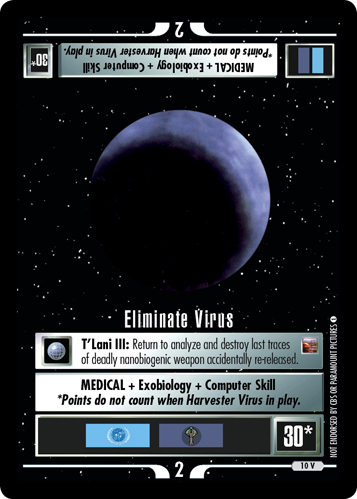 2
MEDICAL + Exobiology + Computer Skill
*Points do not count when Harvester Virus in play.
30*
Eliminate Virus
T'Lani III: Return to analyze and destroy last traces
of deadly nanobiogenic weapon accidentally re-released.
MEDICAL + Exobiology + Computer Skill
*Points do not count when Harvester Virus in play.
30*
NOT ENDORSED BY CBS OR PARAMOUNT PICTURES
2
10 V